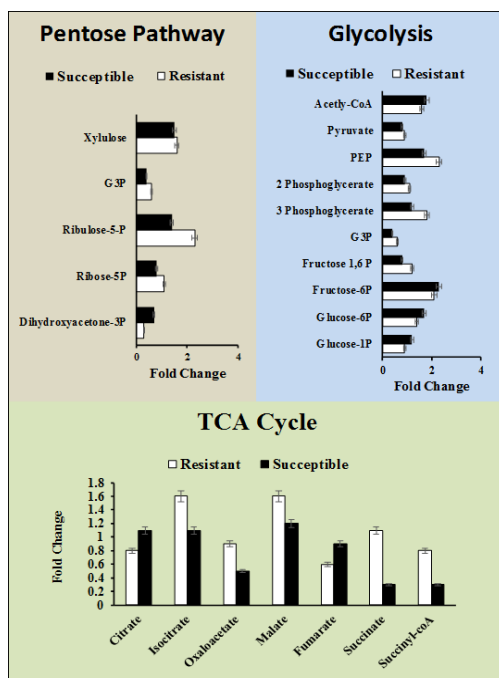 Pentose Pathway
Succeptible Resistant
Xylulose
G3P
Ribulose-5-P
Ribose-5P
Dihydroxyacetone-3P
0 2 4
Fold Change
Glycolysis
Succeptible Resistant
Acetly-CoA
Pyruvate
PEP
2 Phosphoglycerate
3 Phosphoglycerate
G3P
Fructose 1,6 P
Fructose-6P
Glucose-6P
Glucose-1P
0 2 4
Fold Change
TCA Cycle
Resistant Succeptible
Fold Change
1.6
1.4
1.2
1
0.8
0.6
0.4
0.2
0
Citrate
Isocitrate
Oxaloacetate
Malate
Fumarate
Succinate
Succinyl-coA